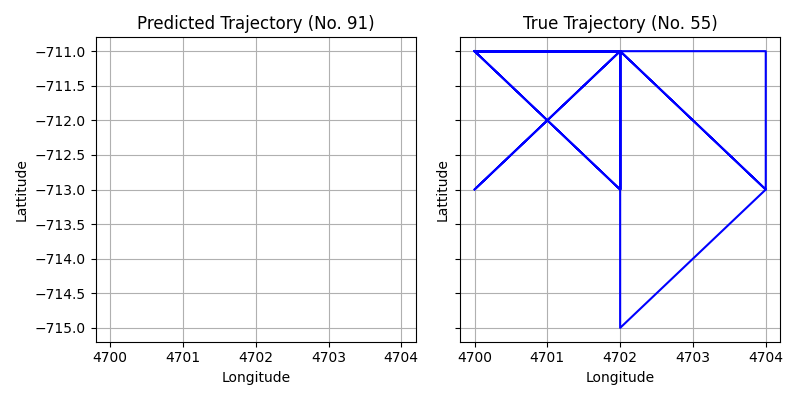 Predicted Trajectory (No. 91)
True Trajectory (No. 55)
Lattitude
−711.0
−711.5
−712.0
−712.5
−713.0
−713.5
−714.0
−714.5
−715.0
4700 4701 4702 4703 4704
Longitude
Lattitude
4700 4701 4702 4703 4704
Longitude